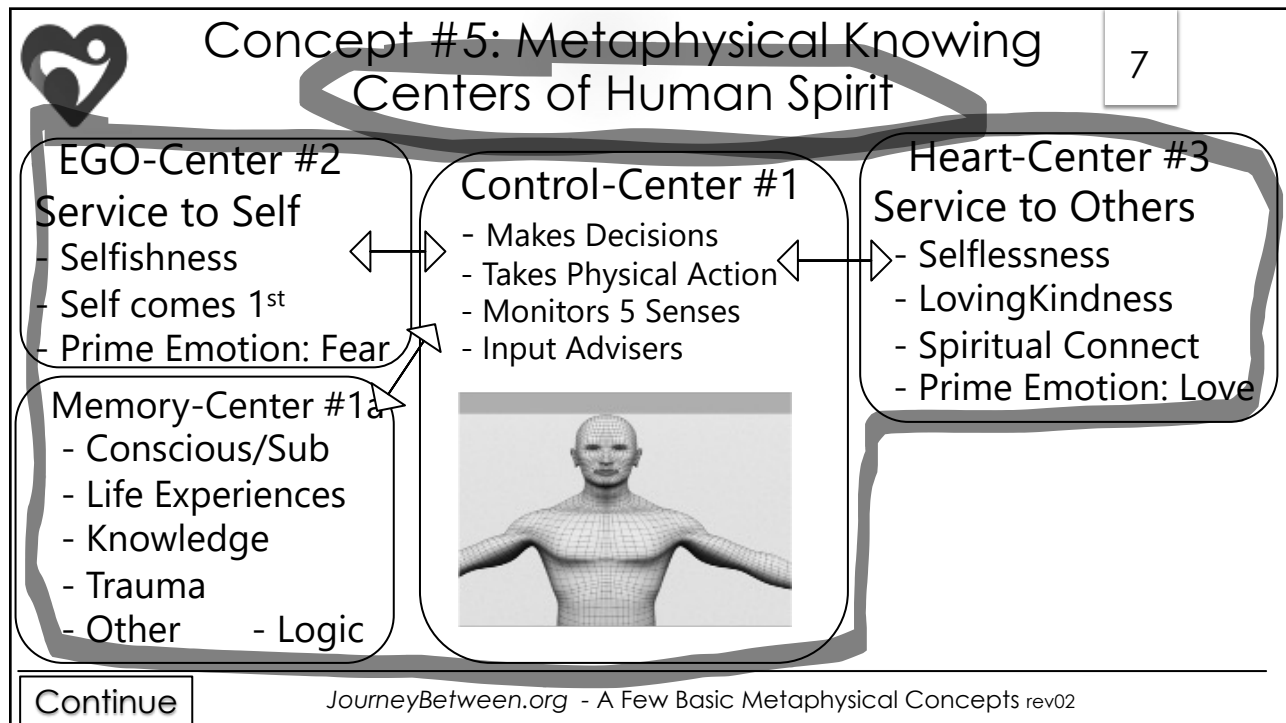 Concept #5: Metaphysical Knowing
Centers of Human Spirit
7
EGO-Center #2
Service to Self
- Selfishness
- Self comes 1st
- Prime Emotion: Fear
Memory-Center #1a
- Conscious/Sub
- Life Experiences
- Knowledge
- Trauma
- Other - Logic
Control-Center #1
- Makes Decisions
- Takes Physical Action
- Monitors 5 Senses
- Input Advisers
Heart-Center #3
Service to Others
- Selflessness
- LovingKindness
- Spiritual Connect
- Prime Emotion: Love
Continue
JourneyBetween.org - A Few Basic Metaphysical Concepts rev02